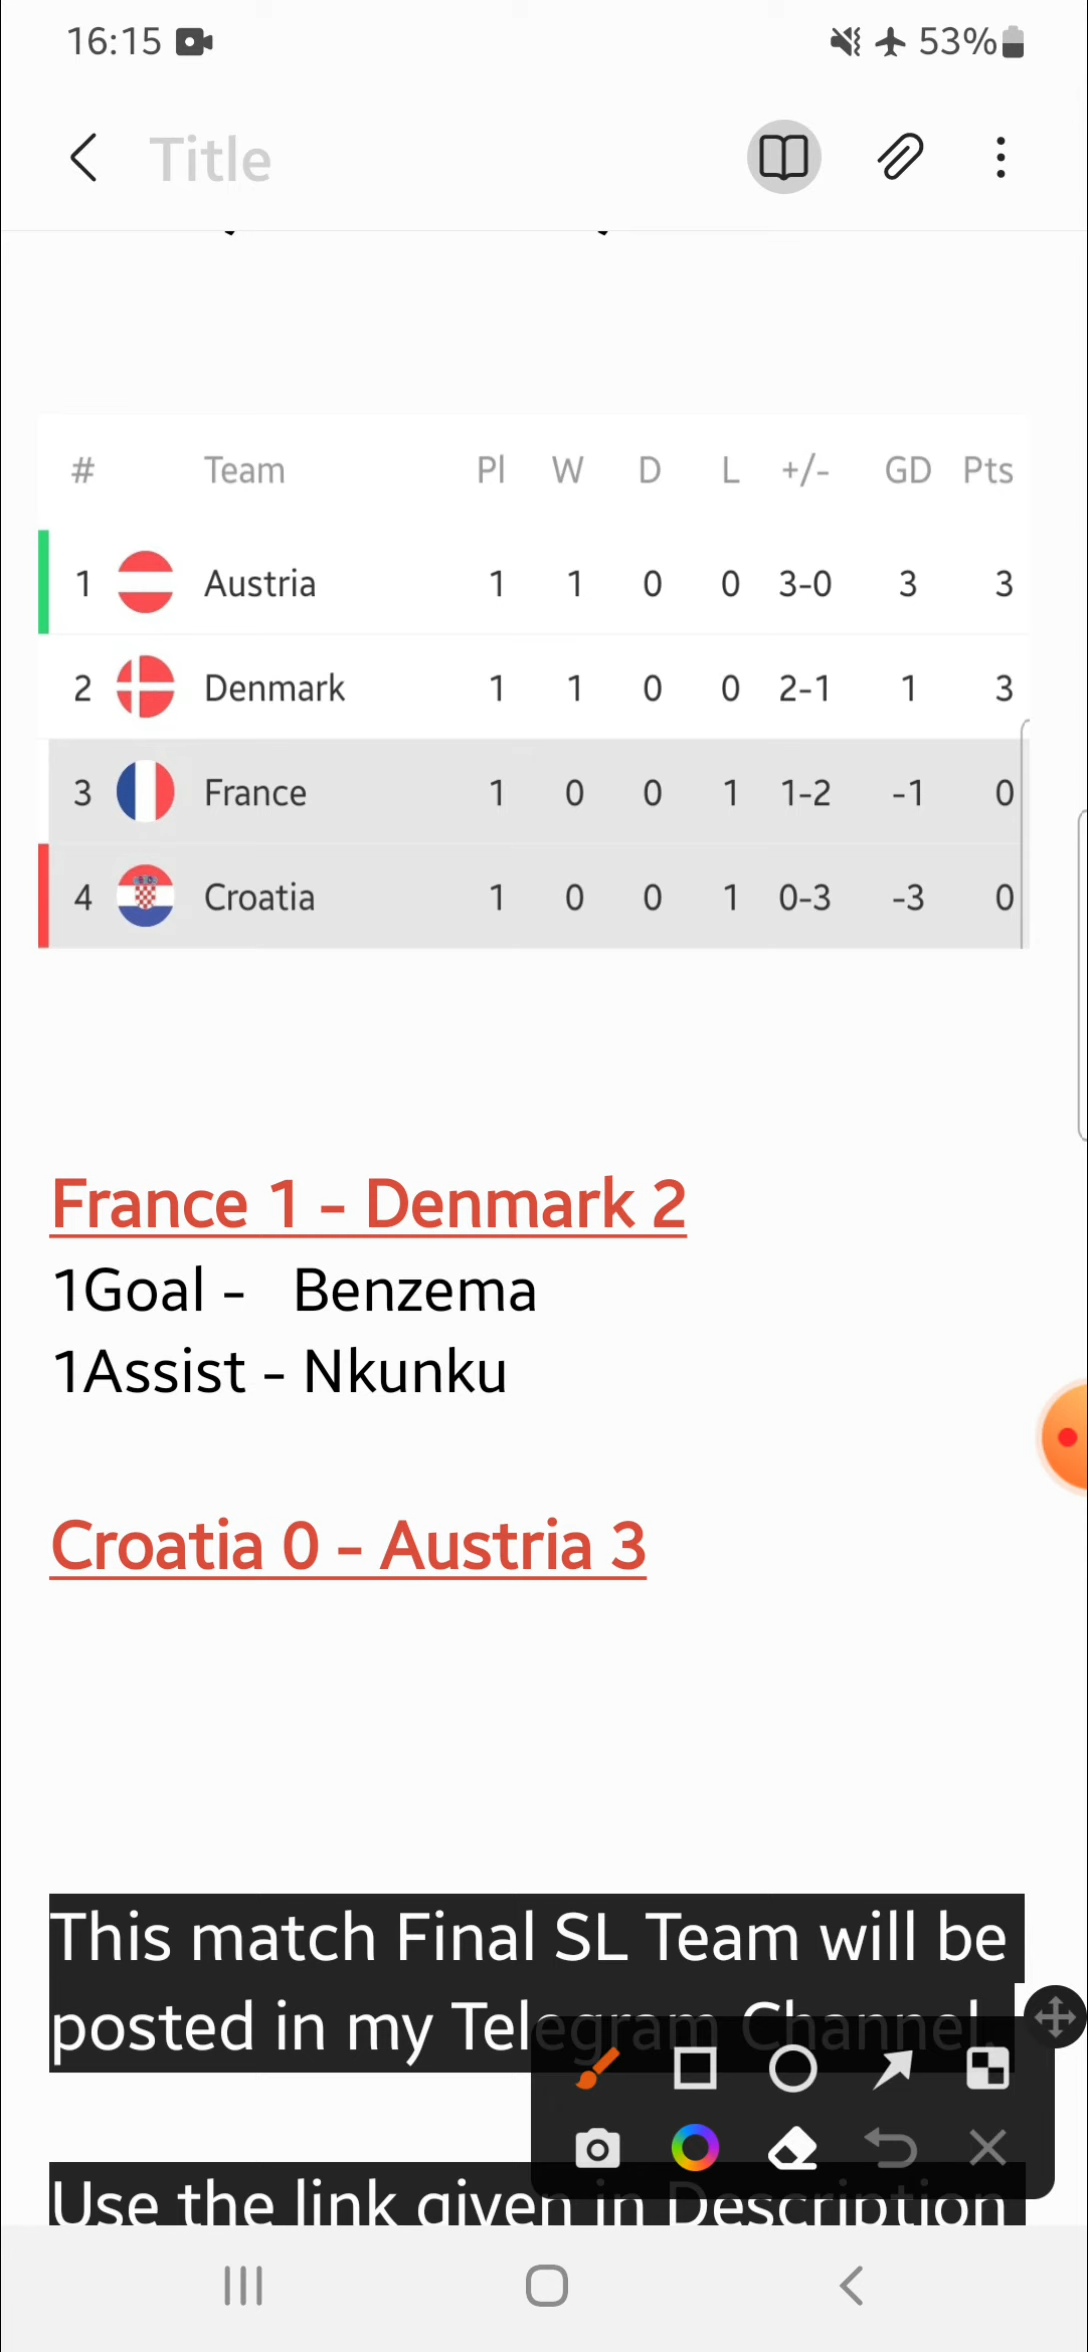 16:15 53%
Title
# Team Pl W D L +/- GD Pts
1 Austria 1 1 0 0 3-0 3 3
2 Denmark 1 1 0 0 2-1 1 3
3 France 1 0 0 1 1-2 -1 0
4 Croatia 1 0 0 1 0-3 -3 0
France 1 - Denmark 2
1Goal - Benzema
1Assist - Nkunku
Croatia 0 - Austria 3
This match Final SL Team will be
posted in my Telegram Channel.
Use the link given in Description